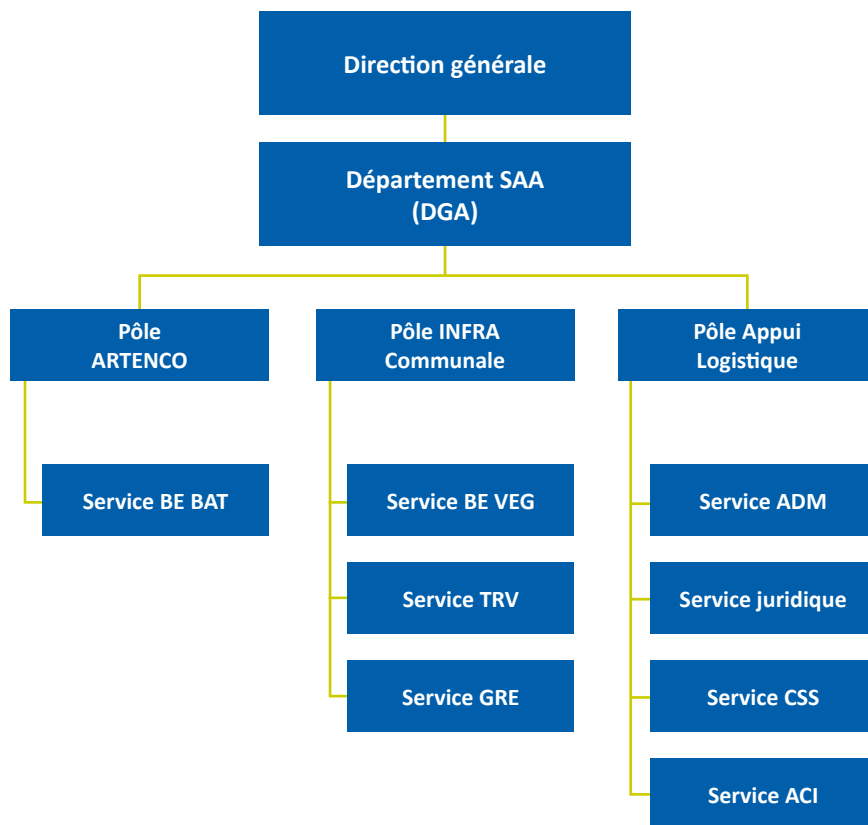 Direction générale
Département SAA
(DGA)
Pôle
ARTENCO
Pôle INFRA
Communale
Pôle Appui
Logistique
Service BE BAT
Service BE VEG
Service ADM
Service TRV
Service juridique
Service GRE
Service CSS
Service ACI